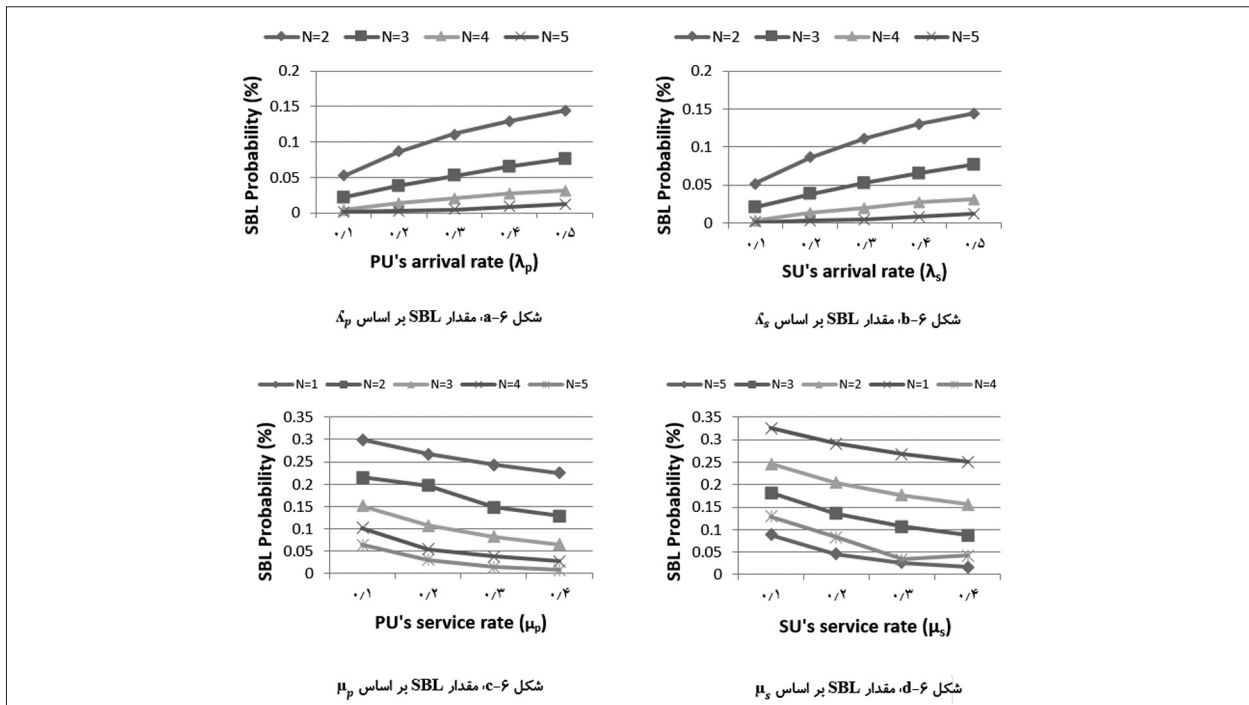 N=2 N=3 N=4 N=5
SBL Probability (%)
0.2
0.15
0.1
0.05
0
۰/۱ ۰/۲ ۰/۳ ۰/۴ ۰/۵
PU's arrival rate (λp)
شکل ۶-a، مقدار SBL بر اساس ʎp
N=2 N=3 N=4 N=5
SBL Probability (%)
0.2
0.15
0.1
0.05
0
۰/۱ ۰/۲ ۰/۳ ۰/۴ ۰/۵
SU's arrival rate (λs)
شکل ۶-b، مقدار SBL بر اساس ʎs
N=1 N=2 N=3 N=4 N=5
SBL Probability (%)
0.35
0.3
0.25
0.2
0.15
0.1
0.05
0
۰/۱ ۰/۲ ۰/۳ ۰/۴
PU's service rate (μp)
شکل ۶-c، مقدار SBL بر اساس μp
N=5 N=3 N=2 N=1 N=4
SBL Probability (%)
0.35
0.3
0.25
0.2
0.15
0.1
0.05
0
۰/۱ ۰/۲ ۰/۳ ۰/۴
SU's service rate (μs)
شکل ۶-d، مقدار SBL بر اساس μs